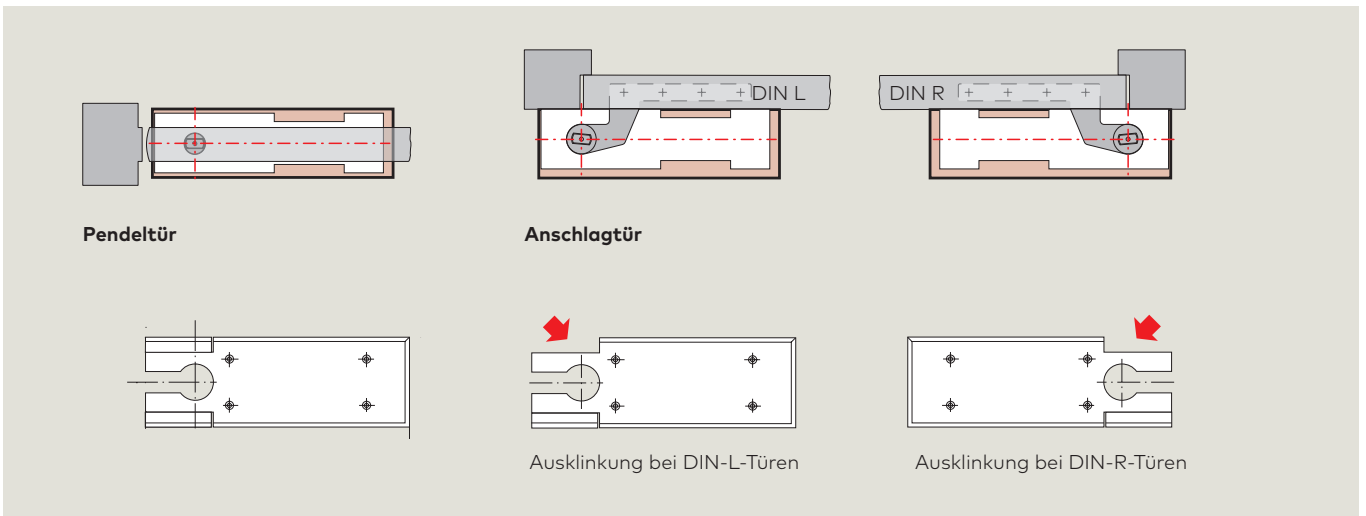 DIN L
DIN R
Pendeltür
Anschlagtür
Ausklinkung bei DIN-L-Türen
Ausklinkung bei DIN-R-Türen